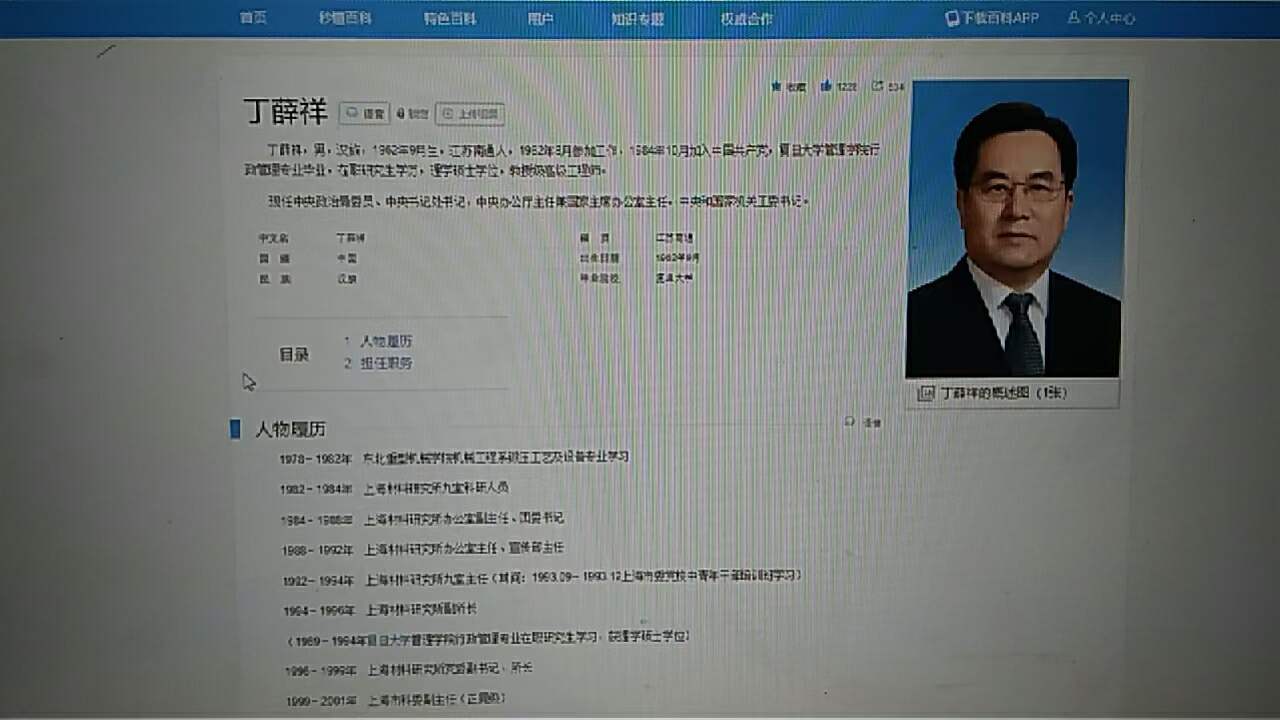 首页 秒懂百科 特色百科 用户 知识专题 权威合作 下载百科APP 个人中心
收藏 1228 534
丁薛祥 语音 锁定 上传视频
丁薛祥，男，汉族，1962年9月生，江苏南通人，1982年8月参加工作，1984年10月加入中国共产党，复旦大学管理学院行
政管理专业毕业，在职研究生学历，理学硕士学位，教授级高级工程师。
现任中央政治局委员、中央书记处书记，中央办公厅主任兼国家主席办公室主任，中央和国家机关工委书记。
中文名 丁薛祥 籍 贯 江苏南通
国 籍 中国 出生日期 1962年9月
民 族 汉族 毕业院校 复旦大学
目录
1 人物履历
2 担任职务
丁薛祥的概述图（1张）
人物履历 语音
1978－1982年 东北重型机械学院机械工程系锻压工艺及设备专业学习
1982－1984年 上海材料研究所九室科研人员
1984－1988年 上海材料研究所办公室副主任、团委书记
1988－1992年 上海材料研究所办公室主任、宣传部主任
1992－1994年 上海材料研究所九室主任（其间：1993.09－1993.12上海市委党校中青年干部培训班学习）
1994－1996年 上海材料研究所副所长
（1989－1994年复旦大学管理学院行政管理专业在职研究生学习，获理学硕士学位）
1996－1999年 上海材料研究所党委副书记、所长
1999－2001年 上海市科委副主任（正局级）